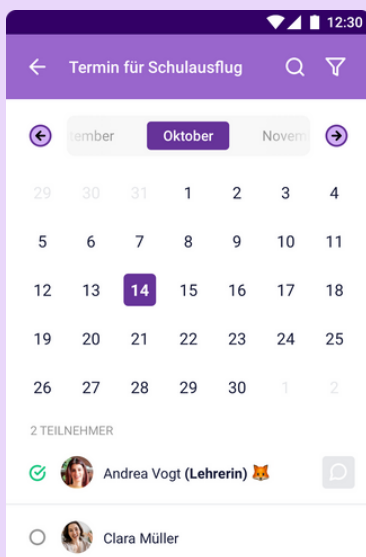 12:30
Termin für Schulausflug
ember Oktober Novem
29 30 31 1 2 3 4
5 6 7 8 9 10 11
12 13 14 15 16 17 18
19 20 21 22 23 24 25
26 27 28 29 30 1 2
2 TEILNEHMER
Andrea Vogt (Lehrerin) 🦊
Clara Müller